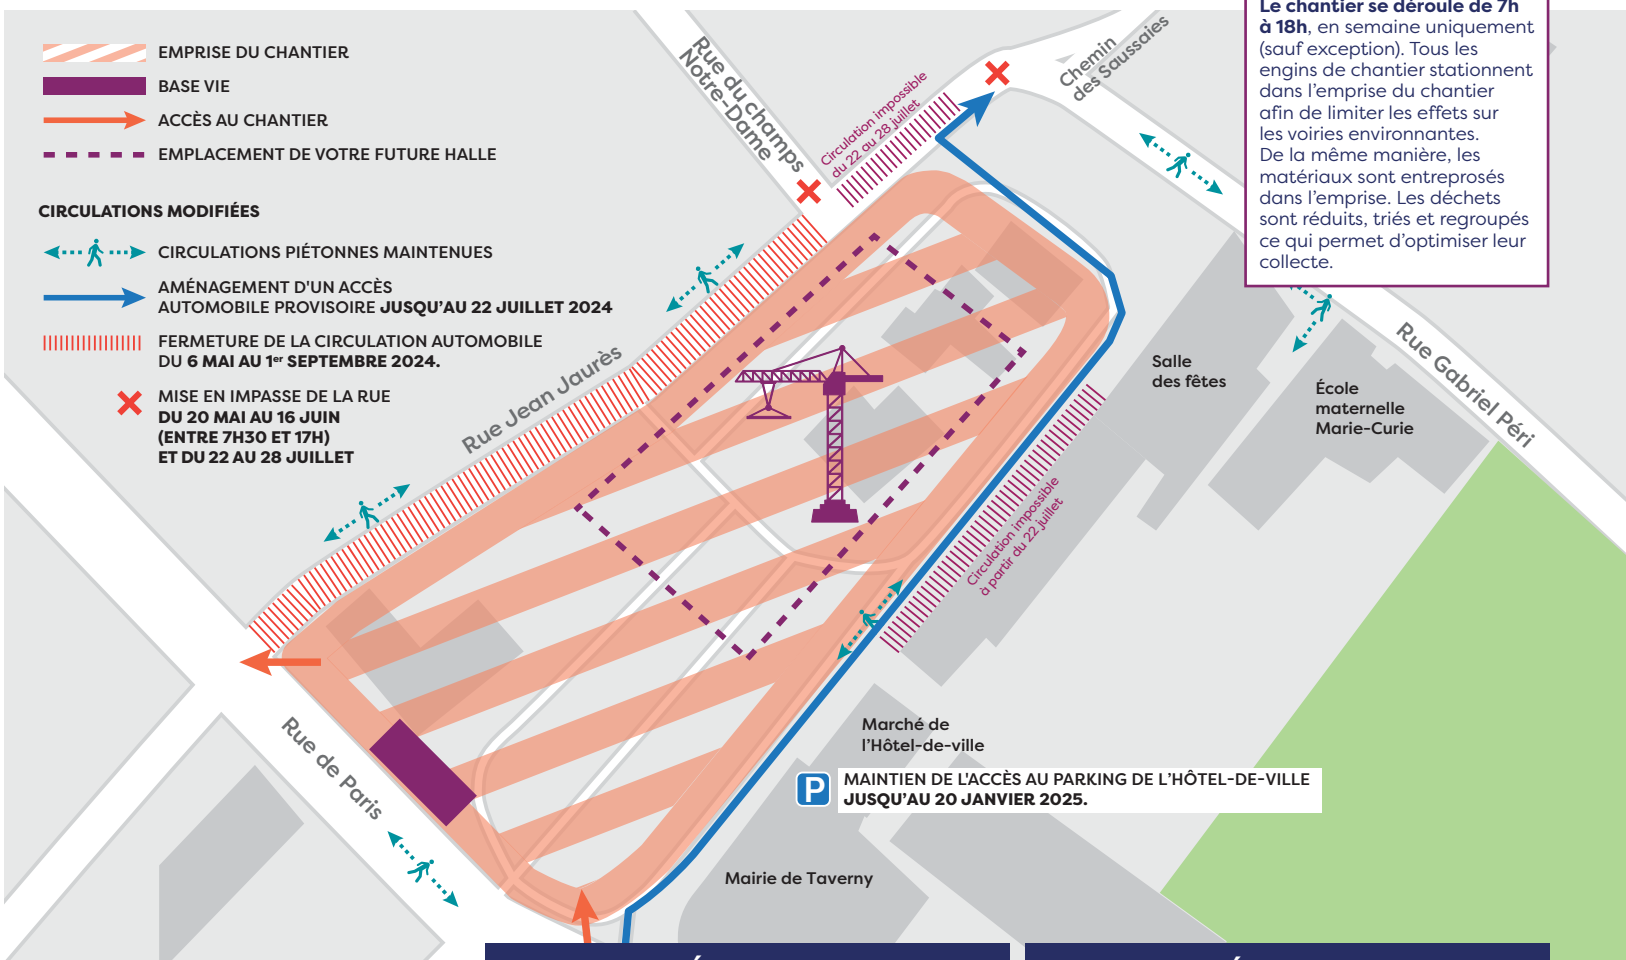 EMPRISE DU CHANTIER
BASE VIE
ACCÈS AU CHANTIER
EMPLACEMENT DE VOTRE FUTURE HALLE
CIRCULATIONS MODIFIÉES
CIRCULATIONS PIÉTONNES MAINTENUES
AMÉNAGEMENT D'UN ACCÈS
AUTOMOBILE PROVISOIRE JUSQU'AU 22 JUILLET 2024
FERMETURE DE LA CIRCULATION AUTOMOBILE
DU 6 MAI AU 1er SEPTEMBRE 2024.
MISE EN IMPASSE DE LA RUE
DU 20 MAI AU 16 JUIN
(ENTRE 7H30 ET 17H)
ET DU 22 AU 28 JUILLET
Rue du champs
Notre-Dame
Circulation impossible
du 22 au 28 juillet
Chemin
des Saussaies
Le chantier se déroule de 7h
à 18h, en semaine uniquement
(sauf exception). Tous les
engins de chantier stationnent
dans l'emprise du chantier
afin de limiter les effets sur
les voiries environnantes.
De la même manière, les
matériaux sont entreprosés
dans l'emprise. Les déchets
sont réduits, triés et regroupés
ce qui permet d'optimiser leur
collecte.
Rue Jean Jaurès
Salle
des fêtes
École
maternelle
Marie-Curie
Rue Gabriel Péri
Circulation impossible
à partir du 22 juillet
Rue de Paris
Marché de
l'Hôtel-de-ville
P
MAINTIEN DE L'ACCÈS AU PARKING DE L'HÔTEL-DE-VILLE
JUSQU'AU 20 JANVIER 2025.
Mairie de Taverny